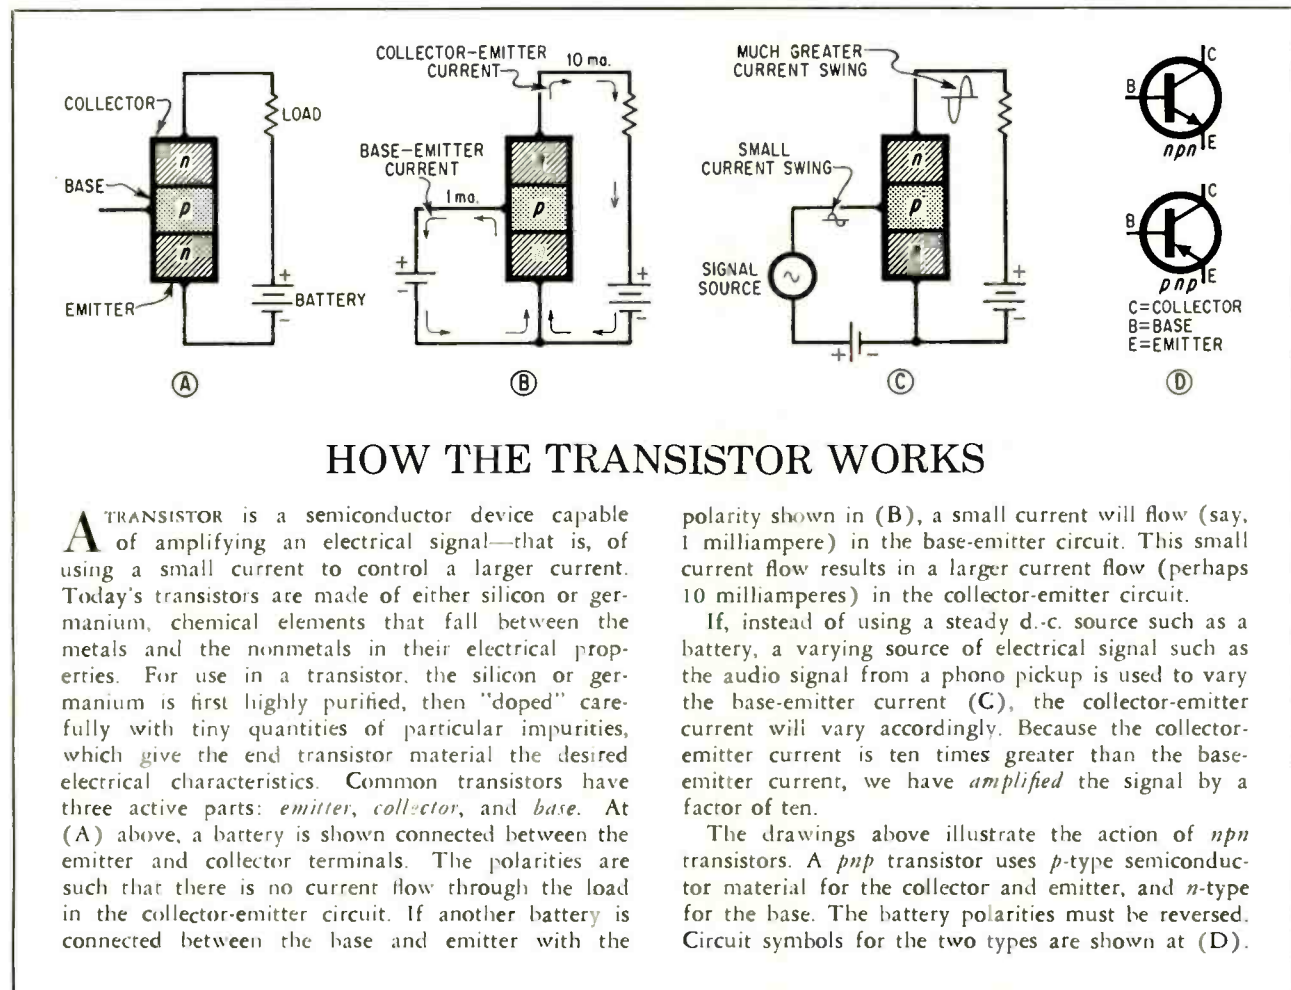 COLLECTOR
LOAD
BASE
n
p
n
EMITTER
+
-
BATTERY
A
COLLECTOR-EMITTER
CURRENT
10 ma.
BASE-EMITTER
CURRENT
1 ma.
p
+
-
+
-
B
MUCH GREATER
CURRENT SWING
SMALL
CURRENT SWING
n
p
SIGNAL
SOURCE
+
-
+ -
C
C
B
E
npn
C
B
E
pnp
C=COLLECTOR
B=BASE
E=EMITTER
D
HOW THE TRANSISTOR WORKS
A TRANSISTOR is a semiconductor device capable
of amplifying an electrical signal—that is, of
using a small current to control a larger current.
Today's transistors are made of either silicon or ger-
manium, chemical elements that fall between the
metals and the nonmetals in their electrical prop-
erties. For use in a transistor, the silicon or ger-
manium is first highly purified, then "doped" care-
fully with tiny quantities of particular impurities,
which give the end transistor material the desired
electrical characteristics. Common transistors have
three active parts: emitter, collector, and base. At
(A) above, a battery is shown connected between the
emitter and collector terminals. The polarities are
such that there is no current flow through the load
in the collector-emitter circuit. If another battery is
connected between the base and emitter with the
polarity shown in (B), a small current will flow (say,
1 milliampere) in the base-emitter circuit. This small
current flow results in a larger current flow (perhaps
10 milliamperes) in the collector-emitter circuit.
If, instead of using a steady d.-c. source such as a
battery, a varying source of electrical signal such as
the audio signal from a phono pickup is used to vary
the base-emitter current (C), the collector-emitter
current will vary accordingly. Because the collector-
emitter current is ten times greater than the base-
emitter current, we have amplified the signal by a
factor of ten.
The drawings above illustrate the action of npn
transistors. A pnp transistor uses p-type semiconduc-
tor material for the collector and emitter, and n-type
for the base. The battery polarities must be reversed.
Circuit symbols for the two types are shown at (D).